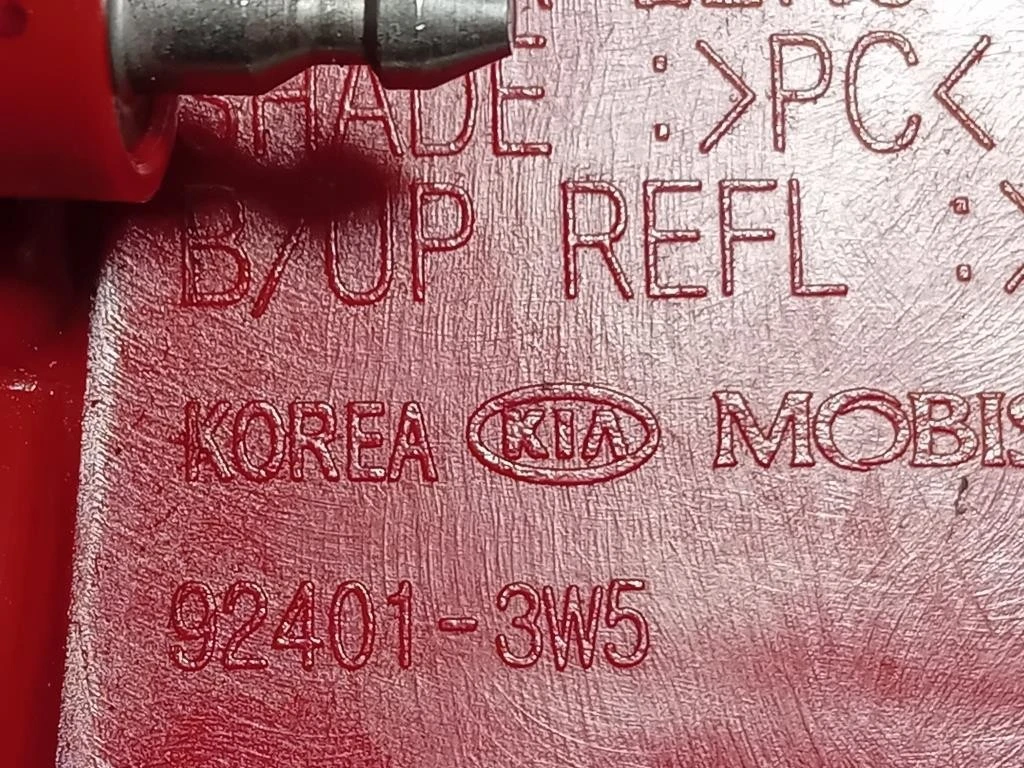 SHADE :>PC<
B/UP REFL :>
KOREA KIA MOBIS
92401-3W5